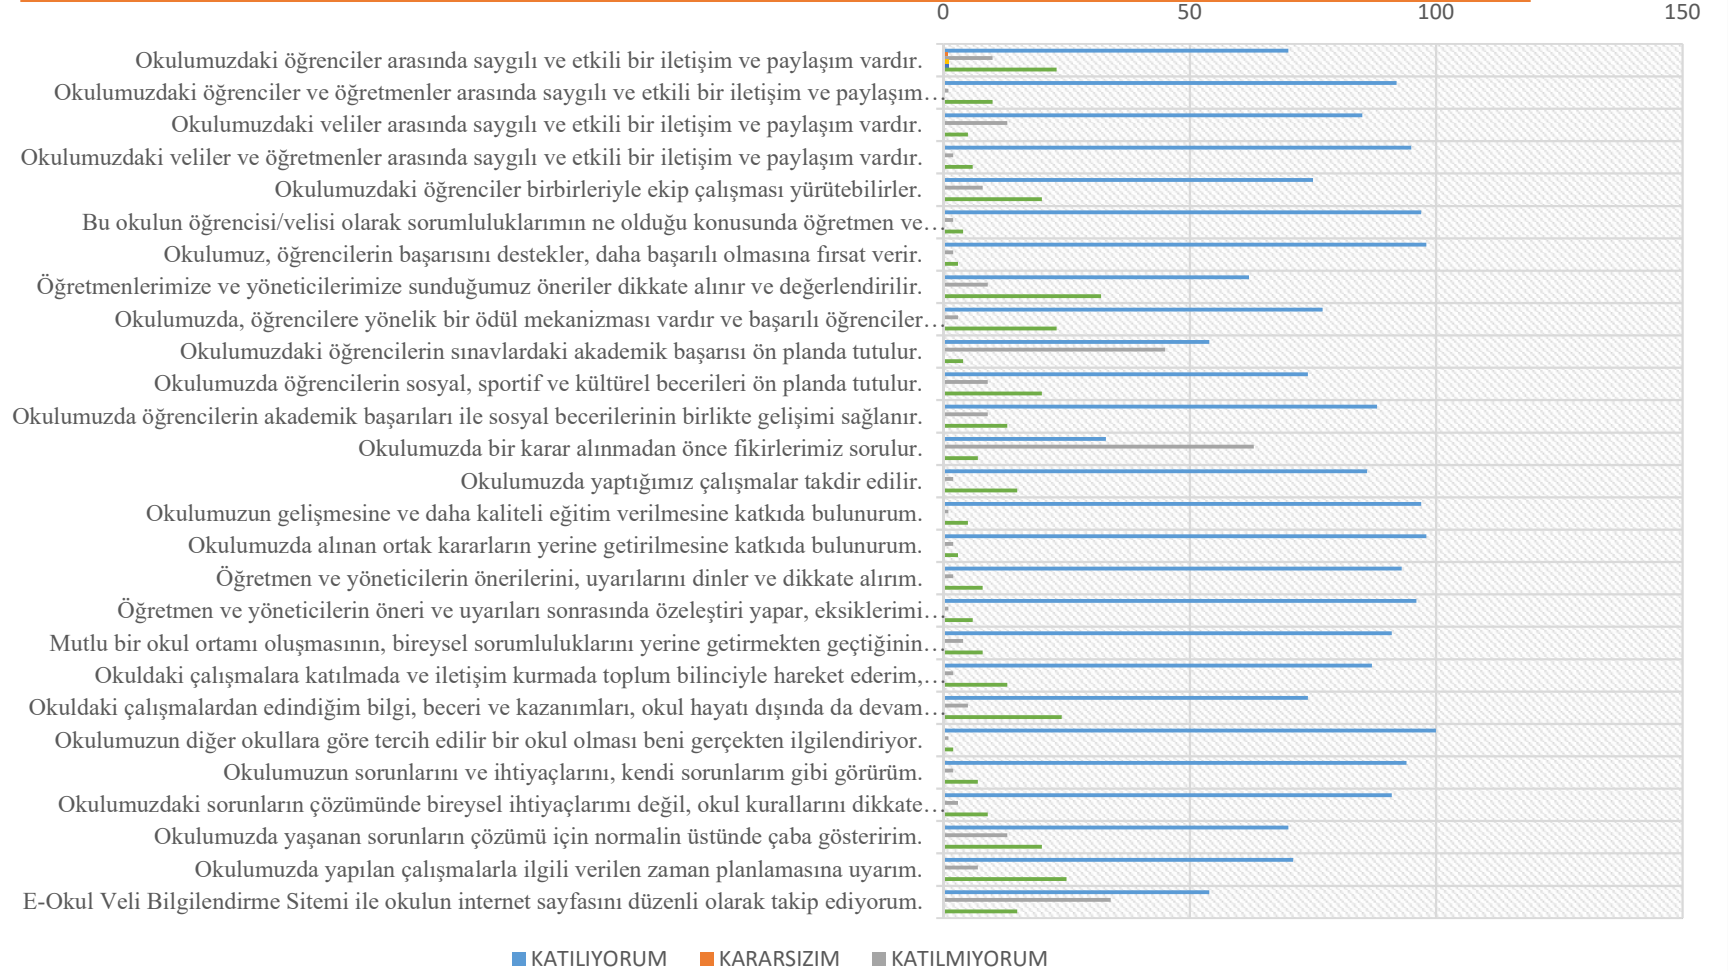 0 50 100 150
Okulumuzdaki öğrenciler arasında saygılı ve etkili bir iletişim ve paylaşım vardır.
Okulumuzdaki öğrenciler ve öğretmenler arasında saygılı ve etkili bir iletişim ve paylaşım…
Okulumuzdaki veliler arasında saygılı ve etkili bir iletişim ve paylaşım vardır.
Okulumuzdaki veliler ve öğretmenler arasında saygılı ve etkili bir iletişim ve paylaşım vardır.
Okulumuzdaki öğrenciler birbirleriyle ekip çalışması yürütebilirler.
Bu okulun öğrencisi/velisi olarak sorumluluklarımın ne olduğu konusunda öğretmen ve…
Okulumuz, öğrencilerin başarısını destekler, daha başarılı olmasına fırsat verir.
Öğretmenlerimize ve yöneticilerimize sunduğumuz öneriler dikkate alınır ve değerlendirilir.
Okulumuzda, öğrencilere yönelik bir ödül mekanizması vardır ve başarılı öğrenciler…
Okulumuzdaki öğrencilerin sınavlardaki akademik başarısı ön planda tutulur.
Okulumuzda öğrencilerin sosyal, sportif ve kültürel becerileri ön planda tutulur.
Okulumuzda öğrencilerin akademik başarıları ile sosyal becerilerinin birlikte gelişimi sağlanır.
Okulumuzda bir karar alınmadan önce fikirlerimiz sorulur.
Okulumuzda yaptığımız çalışmalar takdir edilir.
Okulumuzun gelişmesine ve daha kaliteli eğitim verilmesine katkıda bulunurum.
Okulumuzda alınan ortak kararların yerine getirilmesine katkıda bulunurum.
Öğretmen ve yöneticilerin önerilerini, uyarılarını dinler ve dikkate alırım.
Öğretmen ve yöneticilerin öneri ve uyarıları sonrasında özeleştiri yapar, eksiklerimi…
Mutlu bir okul ortamı oluşmasının, bireysel sorumluluklarını yerine getirmekten geçtiğinin…
Okuldaki çalışmalara katılmada ve iletişim kurmada toplum bilinciyle hareket ederim,…
Okuldaki çalışmalardan edindiğim bilgi, beceri ve kazanımları, okul hayatı dışında da devam…
Okulumuzun diğer okullara göre tercih edilir bir okul olması beni gerçekten ilgilendiriyor.
Okulumuzun sorunlarını ve ihtiyaçlarını, kendi sorunlarım gibi görürüm.
Okulumuzdaki sorunların çözümünde bireysel ihtiyaçlarımı değil, okul kurallarını dikkate…
Okulumuzda yaşanan sorunların çözümü için normalin üstünde çaba gösteririm.
Okulumuzda yapılan çalışmalarla ilgili verilen zaman planlamasına uyarım.
E-Okul Veli Bilgilendirme Sitemi ile okulun internet sayfasını düzenli olarak takip ediyorum.
KATILIYORUM KARARSIZIM KATILMIYORUM